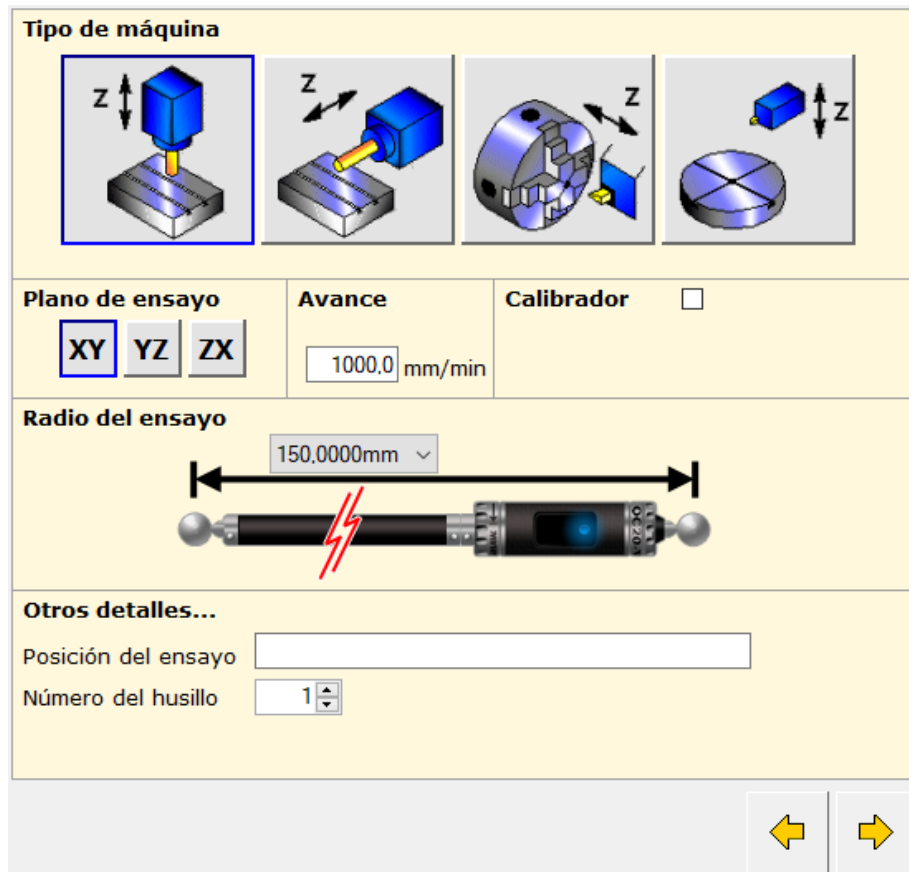 Tipo de máquina
Z
Z
Z
Z
Plano de ensayo
XY YZ ZX
Avance
1000,0 mm/min
Calibrador
Radio del ensayo
150,0000mm
QC20
Otros detalles...
Posición del ensayo
Número del husillo 1